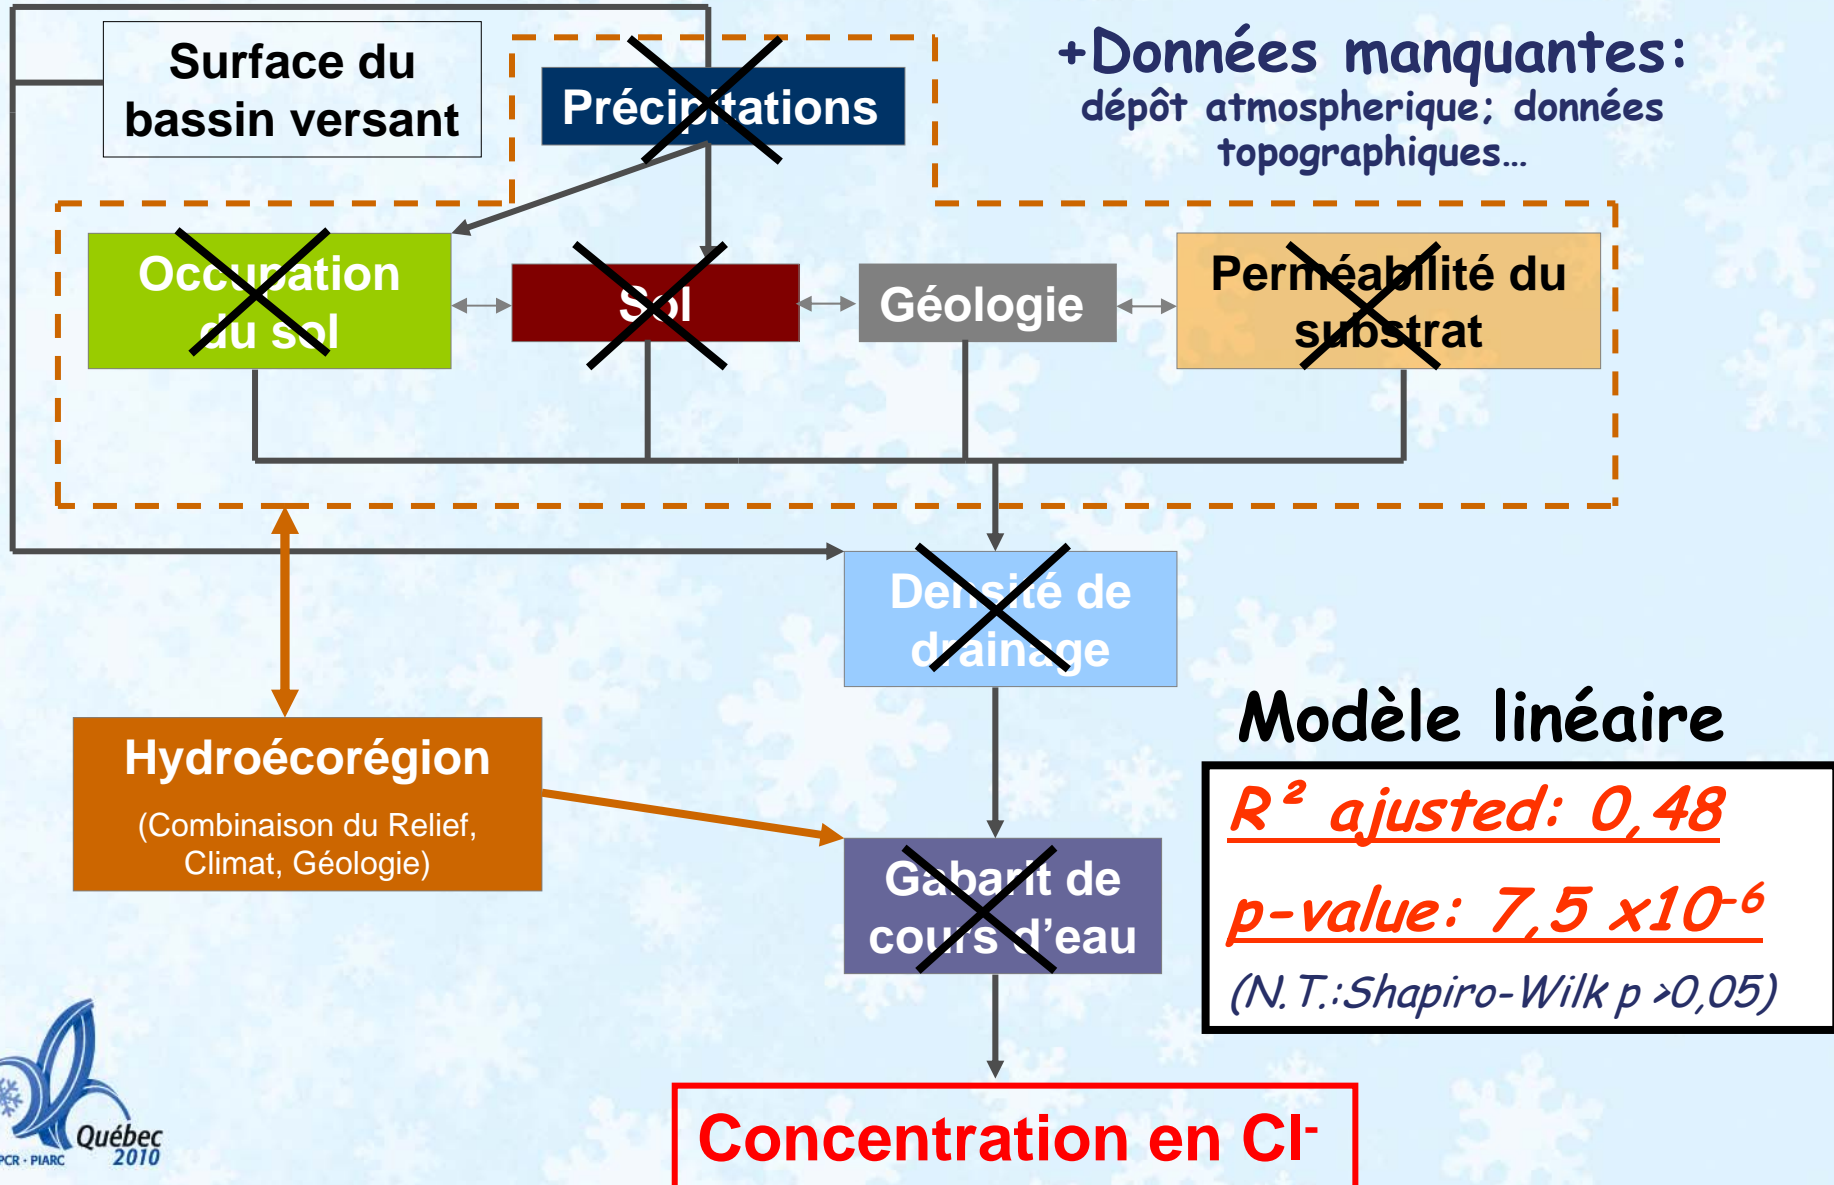 Surface du
bassin versant
Précipitations
+Données manquantes:
dépôt atmospherique; données
topographiques…
Occupation
du sol
Sol
Géologie
Perméabilité du
substrat
Densité de
drainage
Hydroécorégion
(Combinaison du Relief,
Climat, Géologie)
Gabarit de
cours d’eau
Modèle linéaire
R² ajusted: 0,48
p-value: 7,5 x10⁻⁶
(N.T.:Shapiro-Wilk p >0,05)
Concentration en Cl⁻
Québec
2010
PCR · PIARC